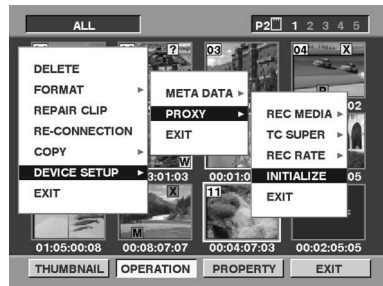 ALL P2 1 2 3 4 5
? 03 04 X
DELETE
FORMAT
REPAIR CLIP
RE-CONNECTION
COPY
DEVICE SETUP
EXIT
META DATA
PROXY
EXIT
REC MEDIA
TC SUPER
REC RATE
INITIALIZE
EXIT
02
W
3:01:03 00:01:0 05
X 11
M
01:05:00:08 00:08:07:07 00:04:07:03 00:02:05:05
THUMBNAIL OPERATION PROPERTY EXIT